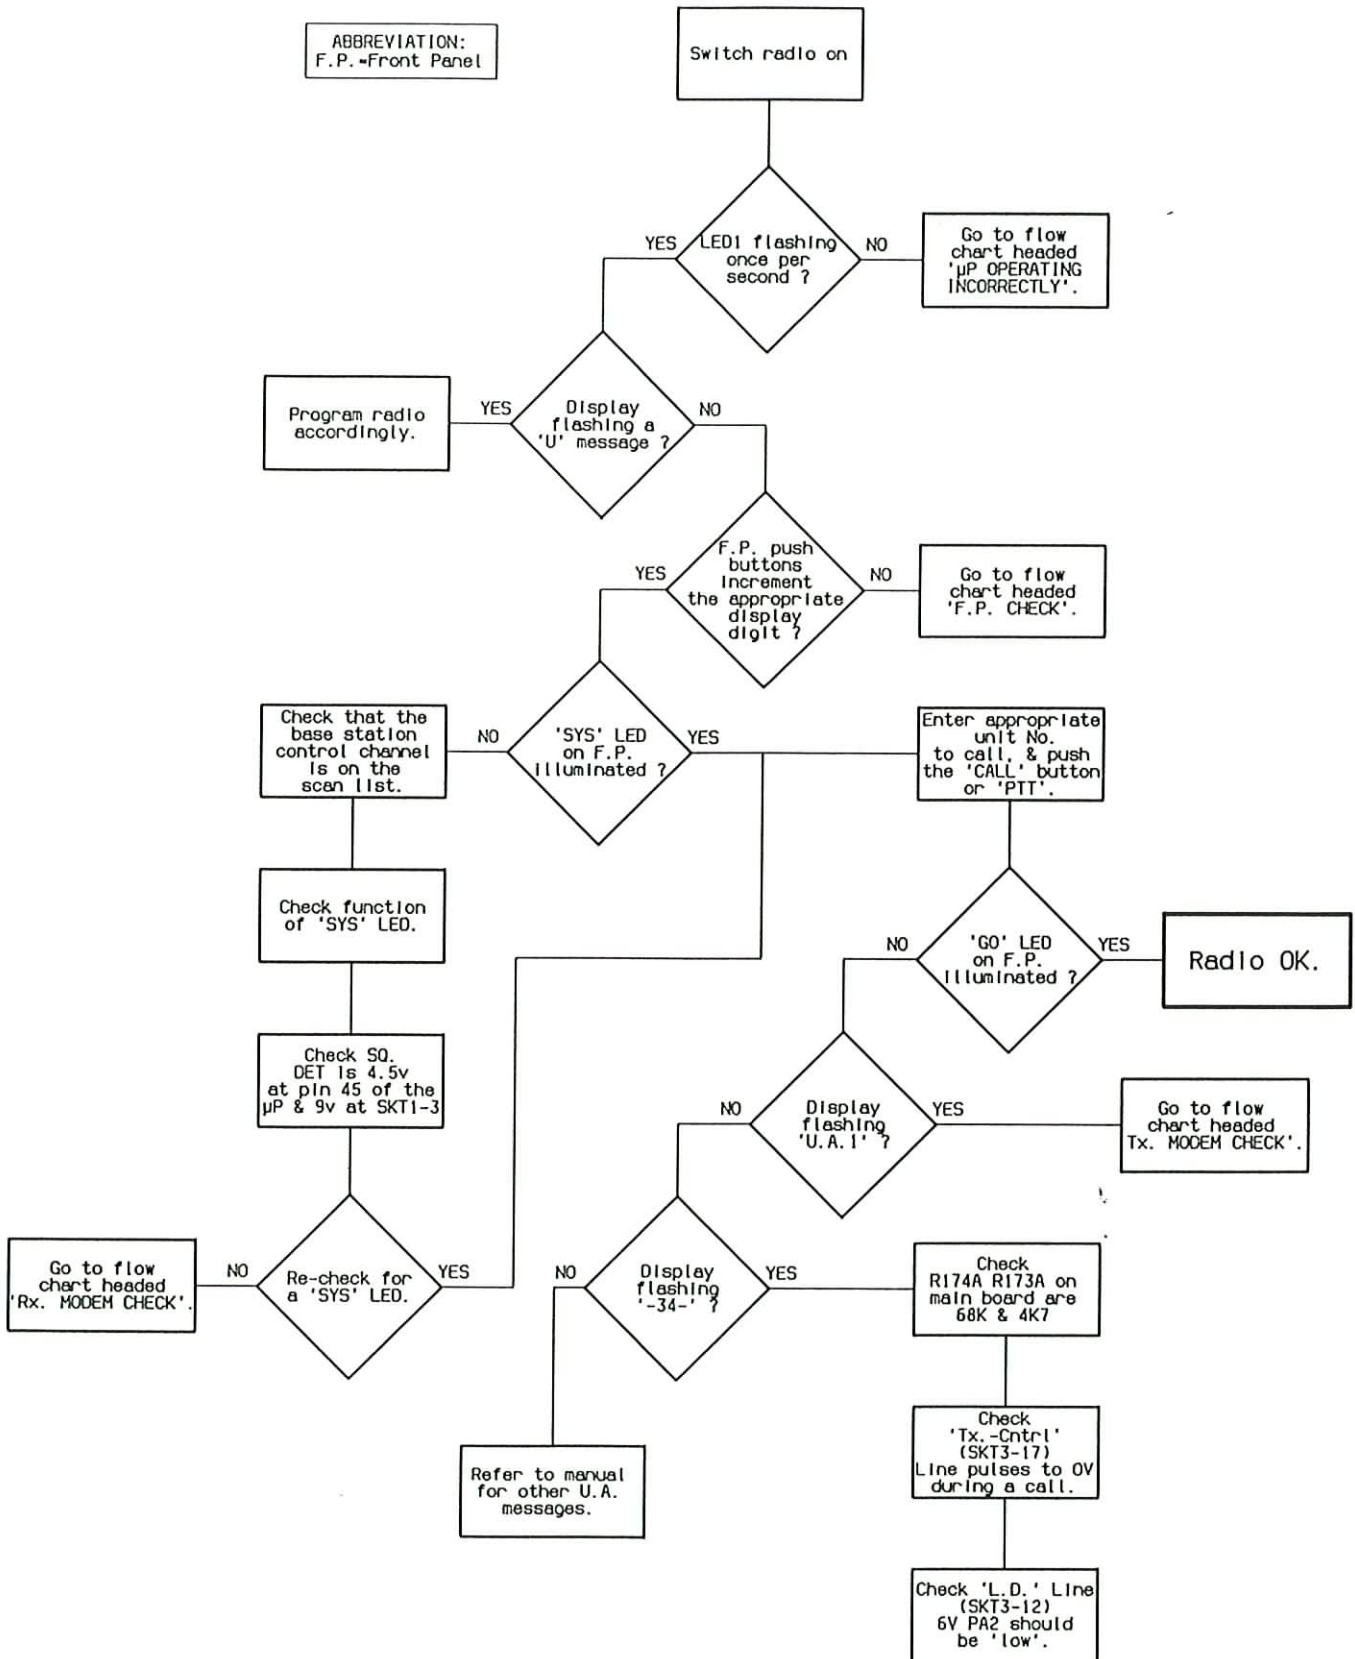 ABBREVIATION:
F.P.=Front Panel
Switch radio on
YES
LED1 flashing
once per
second ?
NO
Go to flow
chart headed
'µP OPERATING
INCORRECTLY'.
Program radio
accordingly.
YES
Display
flashing a
'U' message ?
NO
YES
F.P. push
buttons
increment
the appropriate
display
digit ?
NO
Go to flow
chart headed
'F.P. CHECK'.
Check that the
base station
control channel
is on the
scan list.
NO
'SYS' LED
on F.P.
illuminated ?
YES
Enter appropriate
unit No.
to call, & push
the 'CALL' button
or 'PTT'.
Check function
of 'SYS' LED.
NO
'GO' LED
on F.P.
illuminated ?
YES
Radio OK.
Check SQ.
DET is 4.5v
at pin 45 of the
µP & 9v at SKT1-3
NO
Display
flashing
'U.A.1' ?
YES
Go to flow
chart headed
Tx. MODEM CHECK'.
Go to flow
chart headed
'Rx. MODEM CHECK'.
NO
Re-check for
a 'SYS' LED.
YES
NO
Display
flashing
'-34-' ?
YES
Check
R174A R173A on
main board are
68K & 4K7
Refer to manual
for other U.A.
messages.
Check
'Tx.-Cntrl'
(SKT3-17)
Line pulses to 0V
during a call.
Check 'L.D.' Line
(SKT3-12)
6V PA2 should
be 'low'.